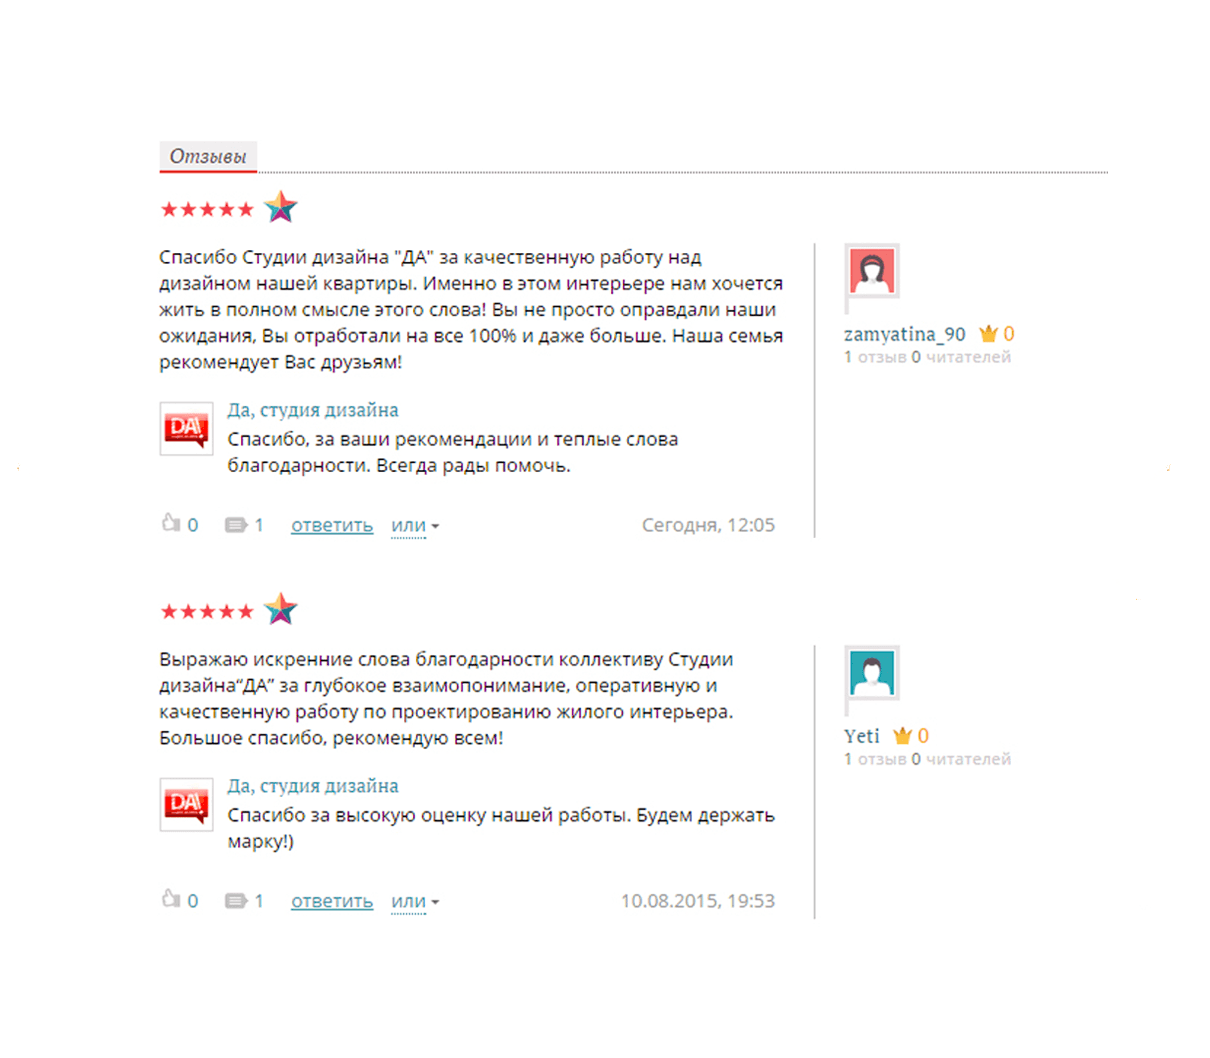 Отзывы
Спасибо Студии дизайна "ДА" за качественную работу над
дизайном нашей квартиры. Именно в этом интерьере нам хочется
жить в полном смысле этого слова! Вы не просто оправдали наши
ожидания, Вы отработали на все 100% и даже больше. Наша семья
рекомендует Вас друзьям!
zamyatina_90 0
1 отзыв 0 читателей
ДА!
Да, студия дизайна
Спасибо, за ваши рекомендации и теплые слова
благодарности. Всегда рады помочь.
0 1 ответить или Сегодня, 12:05
Выражаю искренние слова благодарности коллективу Студии
дизайна“ДА” за глубокое взаимопонимание, оперативную и
качественную работу по проектированию жилого интерьера.
Большое спасибо, рекомендую всем!
Yeti 0
1 отзыв 0 читателей
ДА!
Да, студия дизайна
Спасибо за высокую оценку нашей работы. Будем держать
марку!)
0 1 ответить или 10.08.2015, 19:53